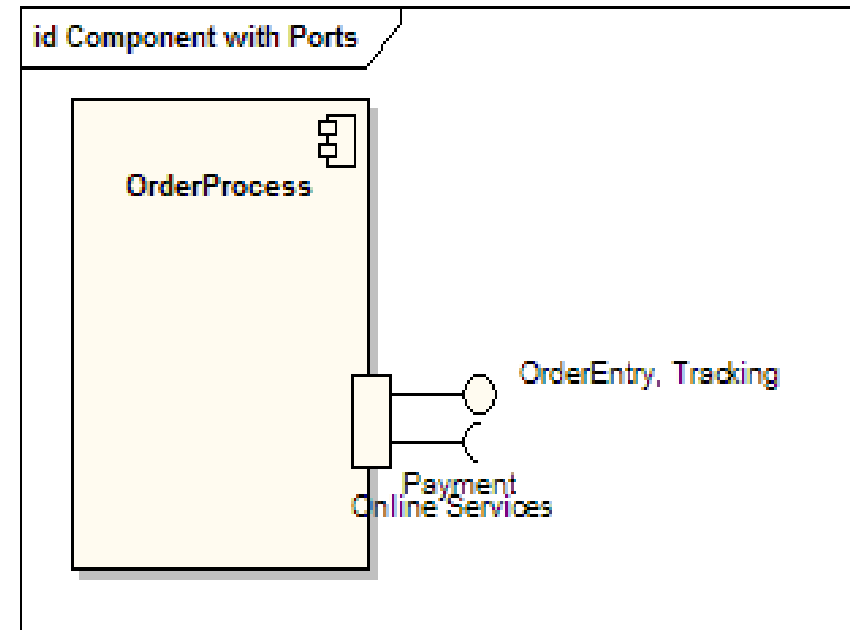 id Component with Ports
OrderProcess
OrderEntry, Tracking
Payment
Online Services